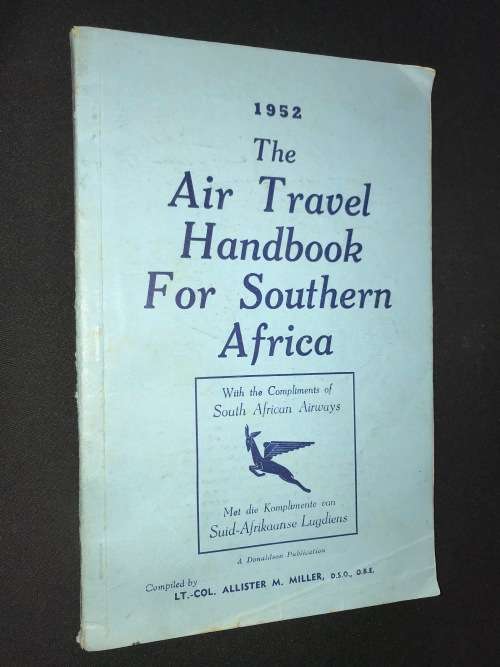 1952
The
Air Travel
Handbook
For Southern
Africa
With the Compliments of
South African Airways
Met die Komplimente van
Suid-Afrikaanse Lugdiens
A Donaldson Publication
Compiled by
LT.-COL. ALLISTER M. MILLER, D.S.O., O.B.E.